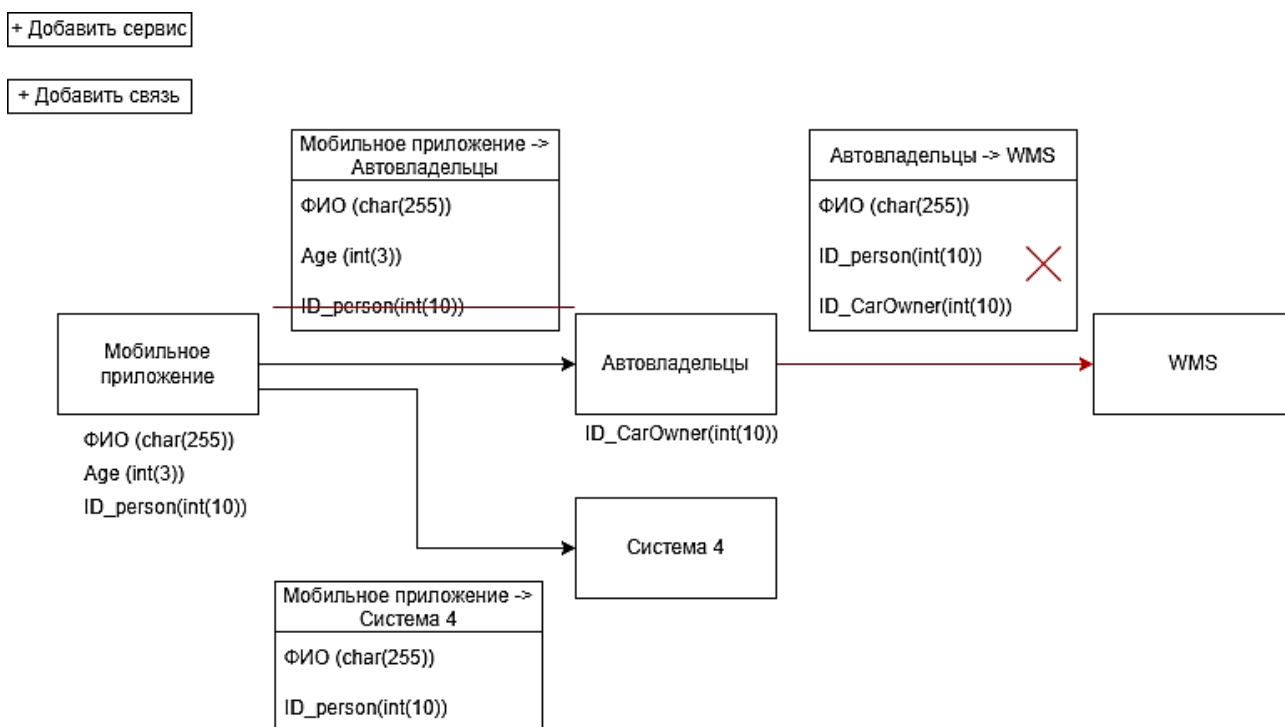 + Добавить сервис
+ Добавить связь
Мобильное приложение ->
Автовладельцы
ФИО (char(255))
Age (int(3))
ID_person(int(10))
Автовладельцы -> WMS
ФИО (char(255))
ID_person(int(10))
ID_CarOwner(int(10))
Мобильное
приложение
ФИО (char(255))
Age (int(3))
ID_person(int(10))
Автовладельцы
ID_CarOwner(int(10))
WMS
Система 4
Мобильное приложение ->
Система 4
ФИО (char(255))
ID_person(int(10))